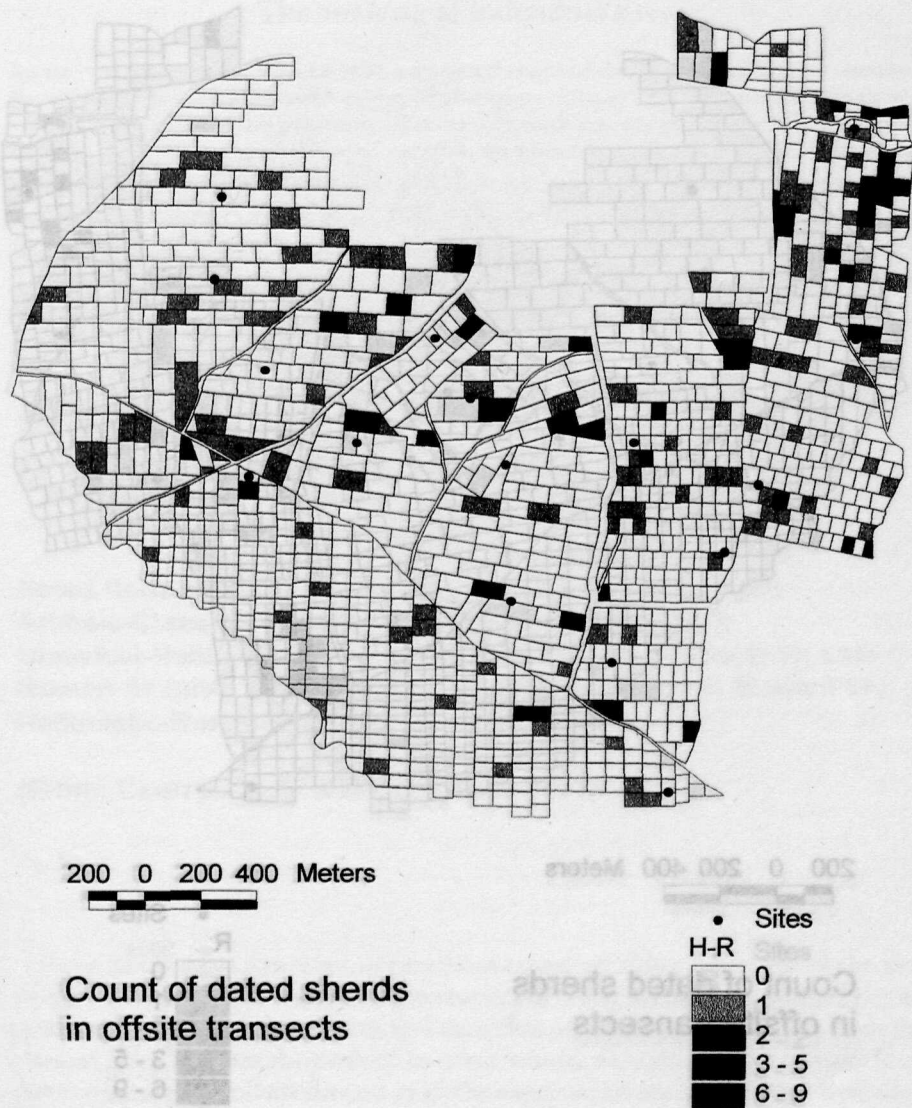 200 0 200 400 Meters
Sites
H-R
0
1
2
3 - 5
6 - 9
Count of dated sherds
in offsite transects